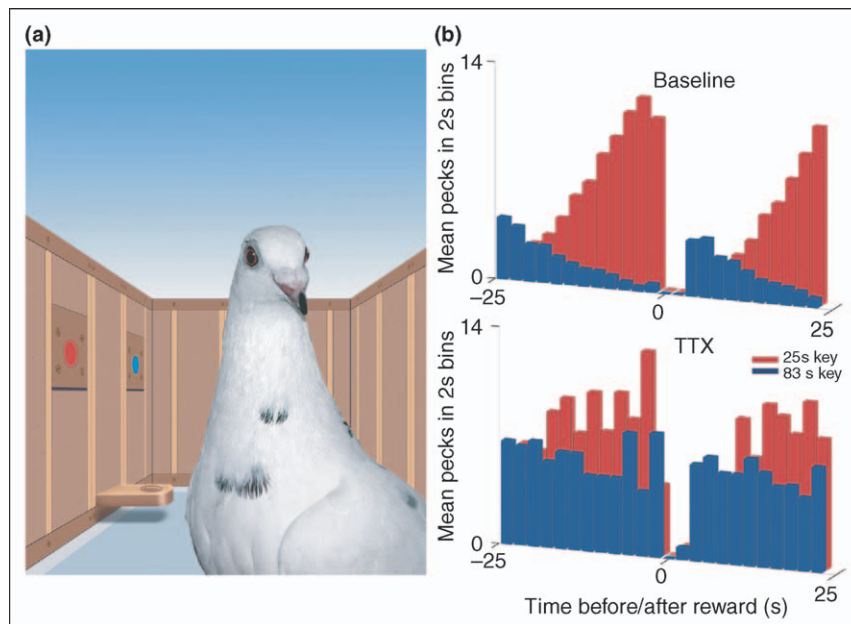 (a)
(b)
14
Baseline
Mean pecks in 2s bins
0
−25
0
25
14
TTX
25s key
83 s key
Mean pecks in 2s bins
0
−25
0
25
Time before/after reward (s)